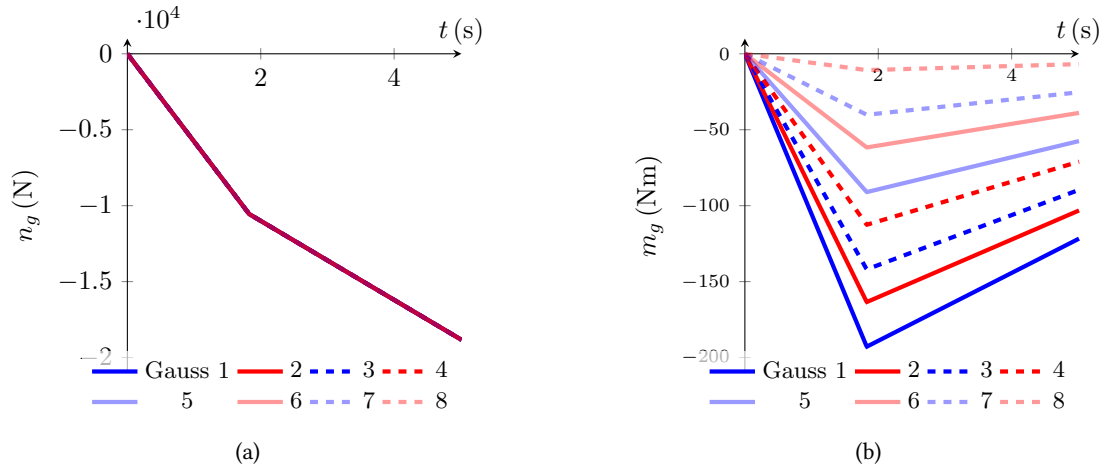 ·10⁴ t (s)
0
2 4
−0.5
−1
−1.5
−2
n_g (N)
Gauss 1 2 3 4
5 6 7 8
(a)
t (s)
0
2 4
−50
−100
−150
−200
m_g (Nm)
Gauss 1 2 3 4
5 6 7 8
(b)